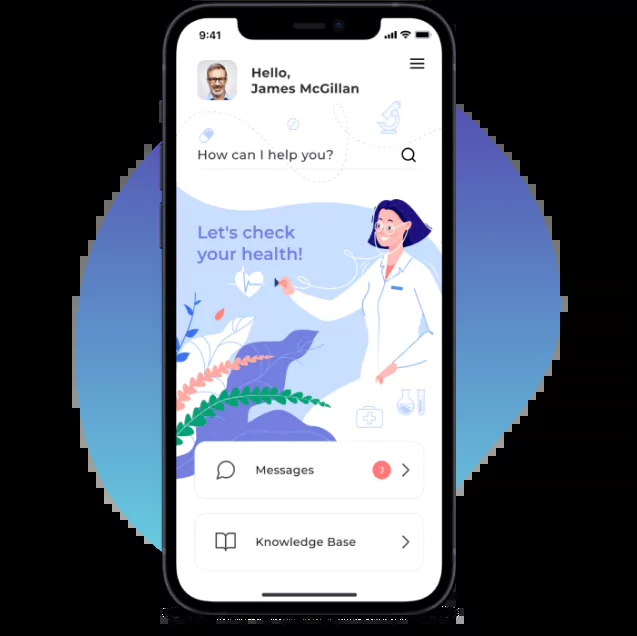 9:41
Hello,
James McGillan
How can I help you?
Let's check
your health!
Messages
3
Knowledge Base